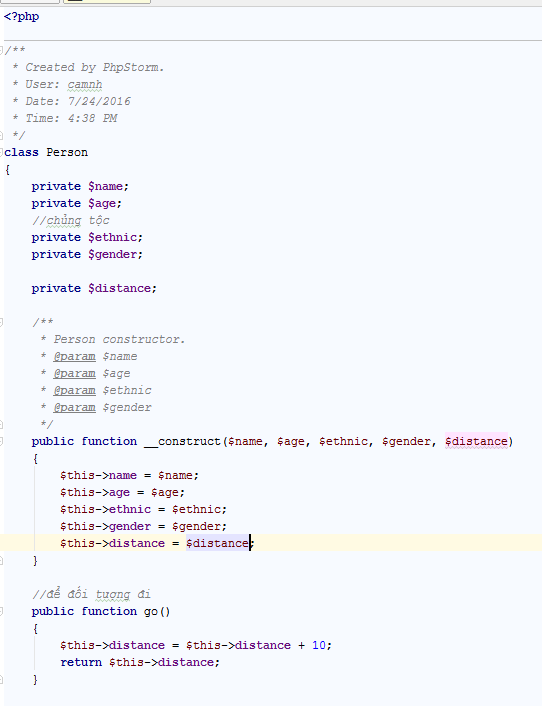 <?php
/**
 * Created by PhpStorm.
 * User: camnh
 * Date: 7/24/2016
 * Time: 4:38 PM
 */
class Person
{
    private $name;
    private $age;
    //chủng tộc
    private $ethnic;
    private $gender;
    private $distance;
    /**
     * Person constructor.
     * @param $name
     * @param $age
     * @param $ethnic
     * @param $gender
     */
    public function __construct($name, $age, $ethnic, $gender, $distance)
    {
        $this->name = $name;
        $this->age = $age;
        $this->ethnic = $ethnic;
        $this->gender = $gender;
        $this->distance = $distance;
    }
    //để đối tượng đi
    public function go()
    {
        $this->distance = $this->distance + 10;
        return $this->distance;
    }